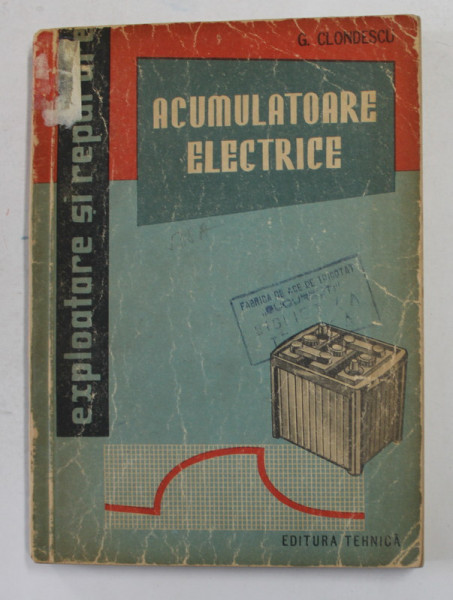 G. CLONDESCU
ACUMULATOARE
ELECTRICE
exploatare și reparare
FABRICA DE ACE DE TRICOTAT
BUCUREȘTI
EDITURA TEHNICĂ